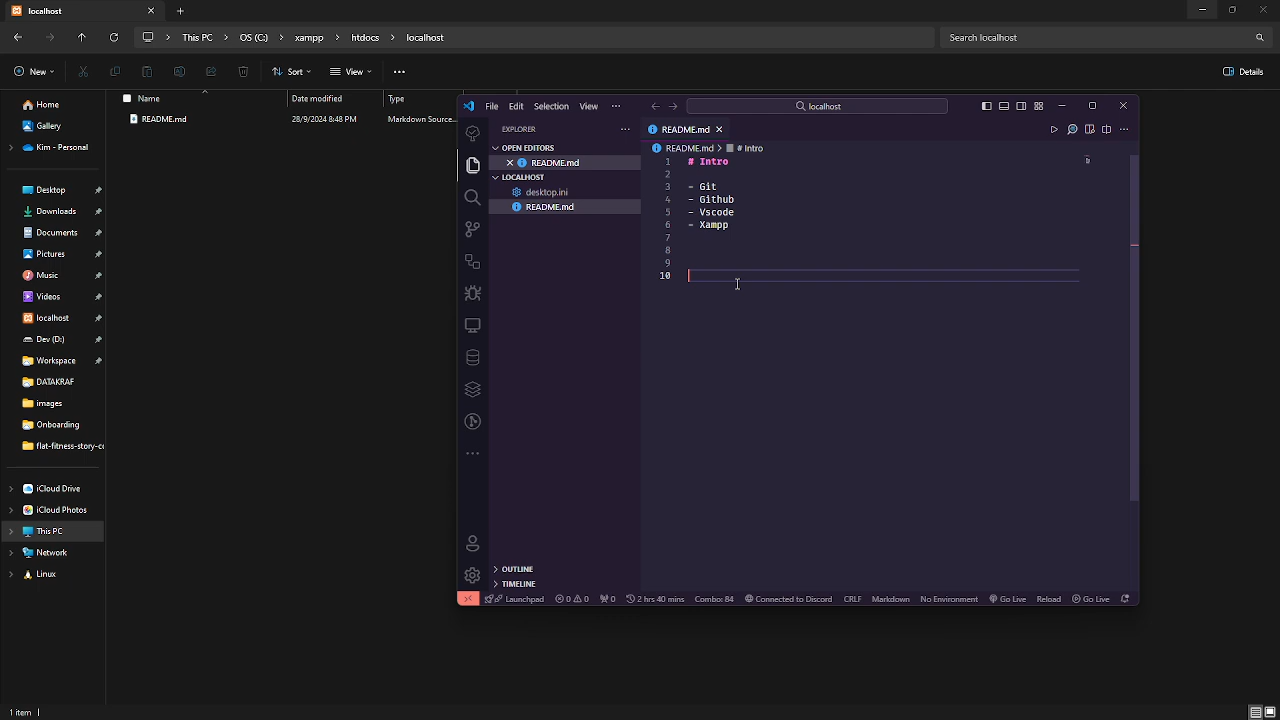 localhost
This PC > OS (C:) > xampp > htdocs > localhost
Search localhost
New
Sort
View
Details
Home
Gallery
Kim - Personal
Desktop
Downloads
Documents
Pictures
Music
Videos
localhost
Dev (D:)
Workspace
DATAKRAF
images
Onboarding
flat-fitness-story-c
iCloud Drive
iCloud Photos
This PC
Network
Linux
Name
Date modified
Type
README.md
28/9/2024 8:48 PM
Markdown Source...
File Edit Selection View ···
localhost
EXPLORER
OPEN EDITORS
README.md
LOCALHOST
desktop.ini
README.md
OUTLINE
TIMELINE
README.md
README.md > # Intro
1 # Intro
2
3 - Git
4 - Github
5 - Vscode
6 - Xampp
7
8
9
10
Launchpad 0 0 0 2 hrs 40 mins Combo: 84 Connected to Discord CRLF Markdown No Environment Go Live Reload Go Live
1 item